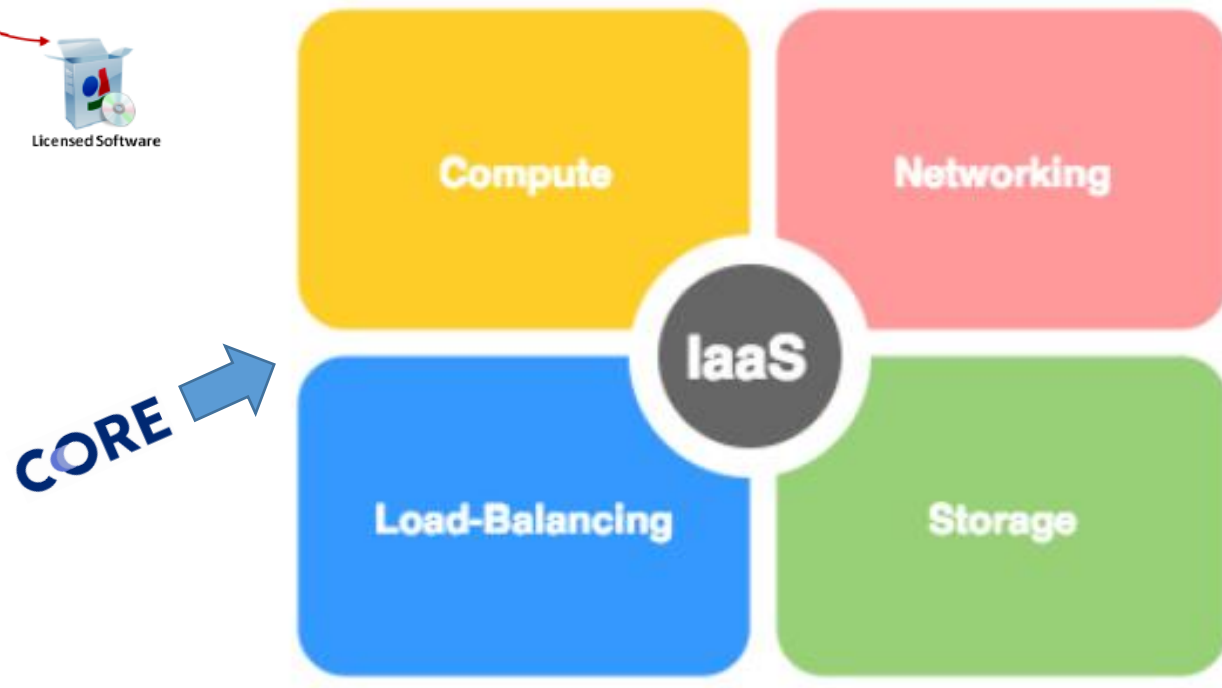 Licensed Software
Compute
Networking
IaaS
CORE
Load-Balancing
Storage